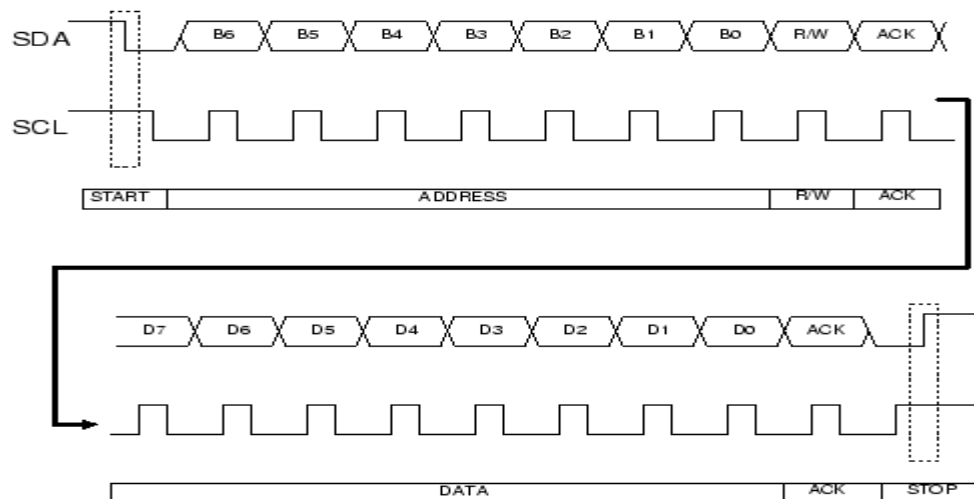 SDA B6 B5 B4 B3 B2 B1 B0 R/W ACK
SCL
START ADDRESS R/W ACK
D7 D6 D5 D4 D3 D2 D1 D0 ACK
DATA ACK STOP